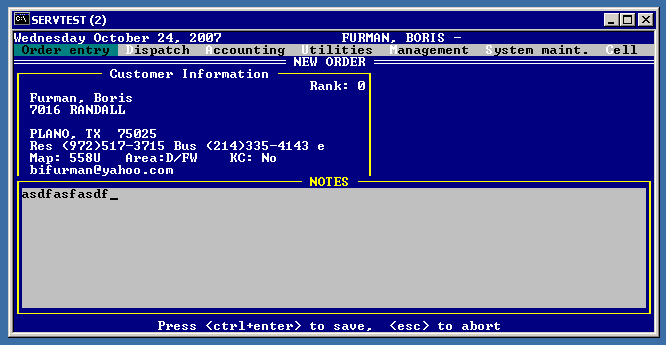 SERVTEST (2)
Wednesday October 24, 2007 FURMAN, BORIS -
Order entry Dispatch Accounting Utilities Management System maint. Cell
NEW ORDER
Customer Information
Rank: 0
Furman, Boris
7016 RANDALL
PLANO, TX 75025
Res (972)517-3715 Bus (214)335-4143 e
Map: 558U Area:D/FW KC: No
bifurman@yahoo.com
NOTES
asdfasfasdf_
Press <ctrl+enter> to save, <esc> to abort